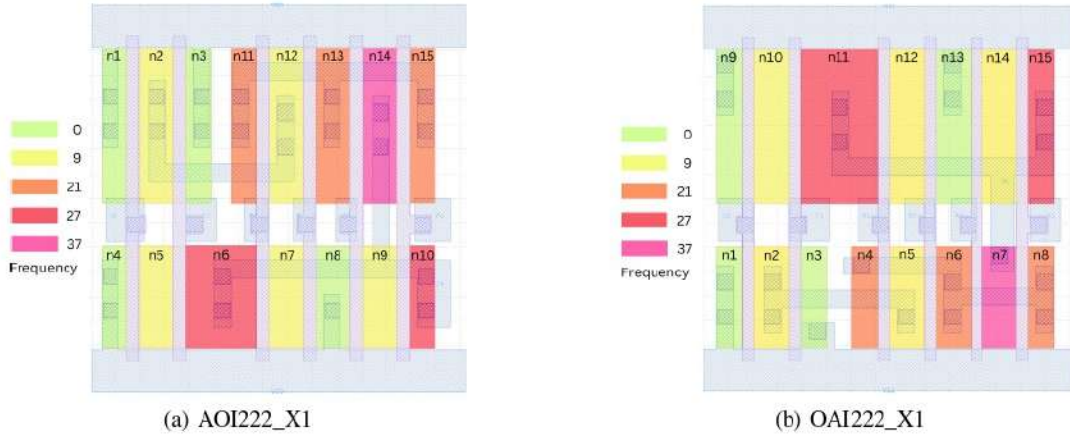 n1 n2 n3 n11 n12 n13 n14 n15
0
9
21
27
37
Frequency
n4 n5 n6 n7 n8 n9 n10
(a) AOI222_X1
n9 n10 n11 n12 n13 n14 n15
0
9
21
27
37
Frequency
n1 n2 n3 n4 n5 n6 n7 n8
(b) OAI222_X1